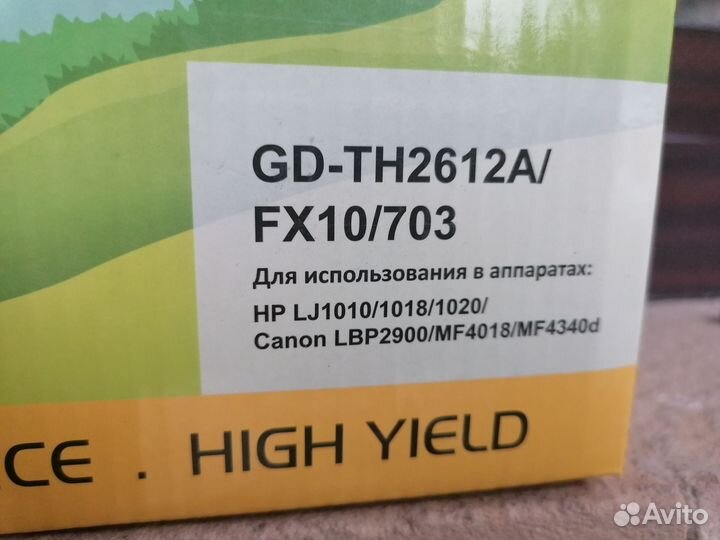 GD-TH2612A/
FX10/703
Для использования в аппаратах:
HP LJ1010/1018/1020/
Canon LBP2900/MF4018/MF4340d
CE . HIGH YIELD
Avito